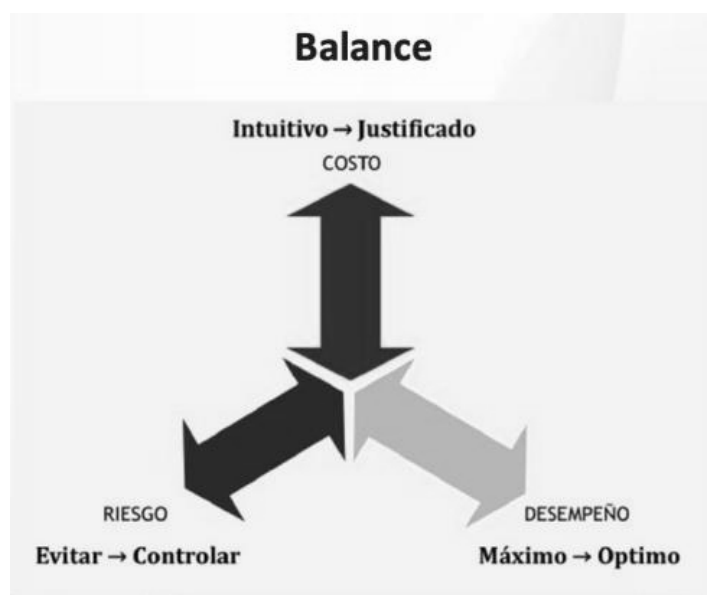 Balance
Intuitivo → Justificado
COSTO
RIESGO
Evitar → Controlar
DESEMPEÑO
Máximo → Optimo